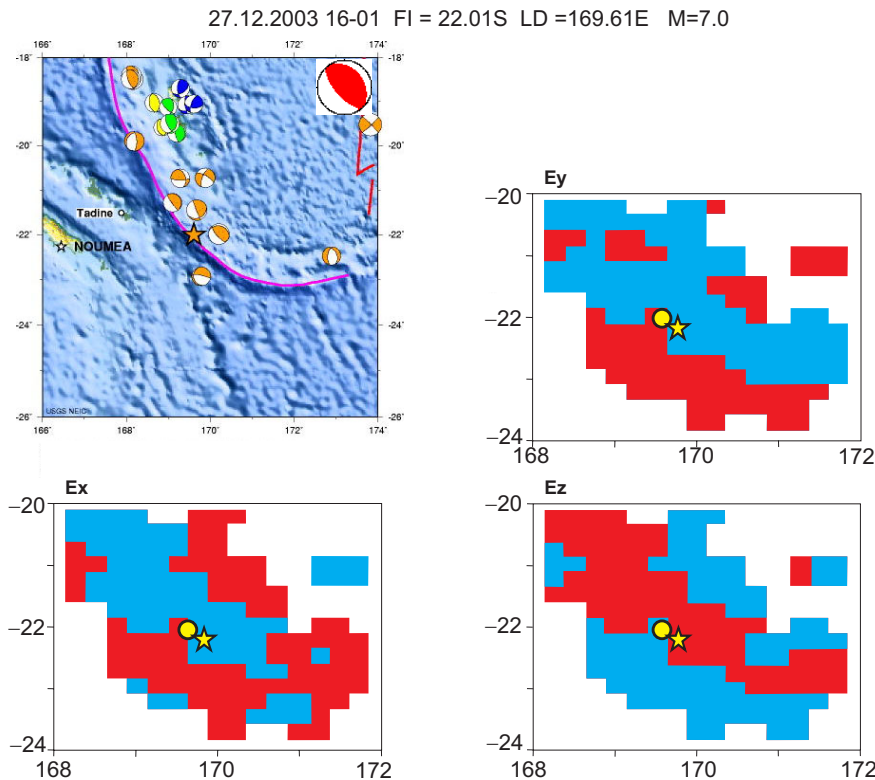 27.12.2003 16-01 FI = 22.01S LD =169.61E M=7.0
166˚ 168˚ 170˚ 172˚ 174˚
-18˚ -18˚
-20˚ -20˚
Tadine
-22˚ -22˚
NOUMEA
-24˚ -24˚
USGS NEIC
-26˚ -26˚
166˚ 168˚ 170˚ 172˚ 174˚
Ey
−20
−22
−24
168 170 172
Ex
−20
−22
−24
168 170 172
Ez
−20
−22
−24
168 170 172